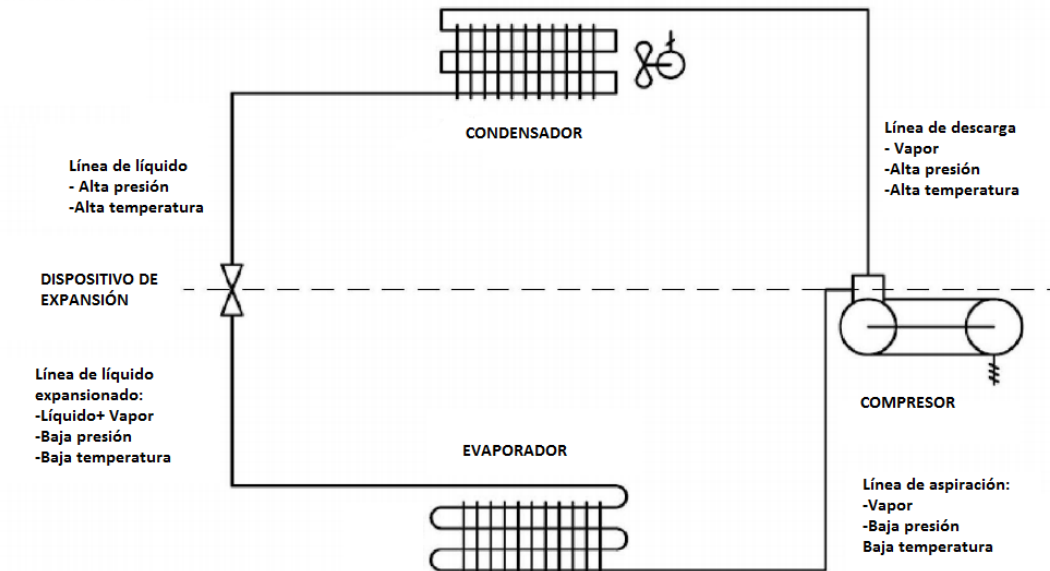 CONDENSADOR
Línea de descarga
- Vapor
-Alta presión
-Alta temperatura
Línea de líquido
- Alta presión
-Alta temperatura
DISPOSITIVO DE
EXPANSIÓN
Línea de líquido
expansionado:
-Líquido+ Vapor
-Baja presión
-Baja temperatura
COMPRESOR
EVAPORADOR
Línea de aspiración:
-Vapor
-Baja presión
Baja temperatura